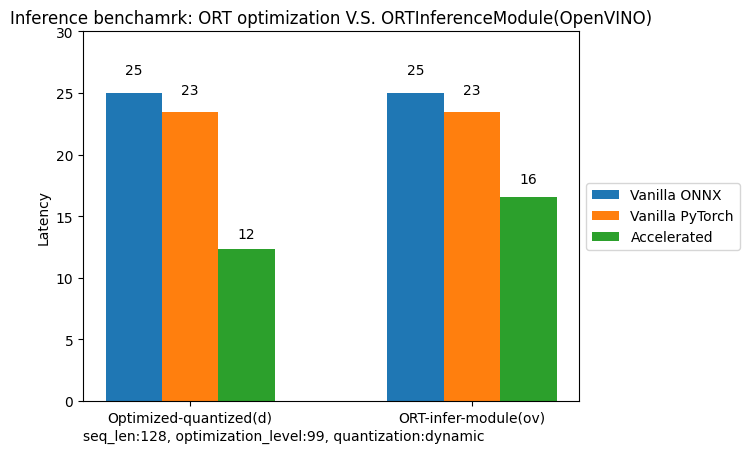 Inference benchamrk: ORT optimization V.S. ORTInferenceModule(OpenVINO)
30
25
20
15
10
5
0
Latency
25
23
12
25
23
16
Vanilla ONNX
Vanilla PyTorch
Accelerated
Optimized-quantized(d)
ORT-infer-module(ov)
seq_len:128, optimization_level:99, quantization:dynamic